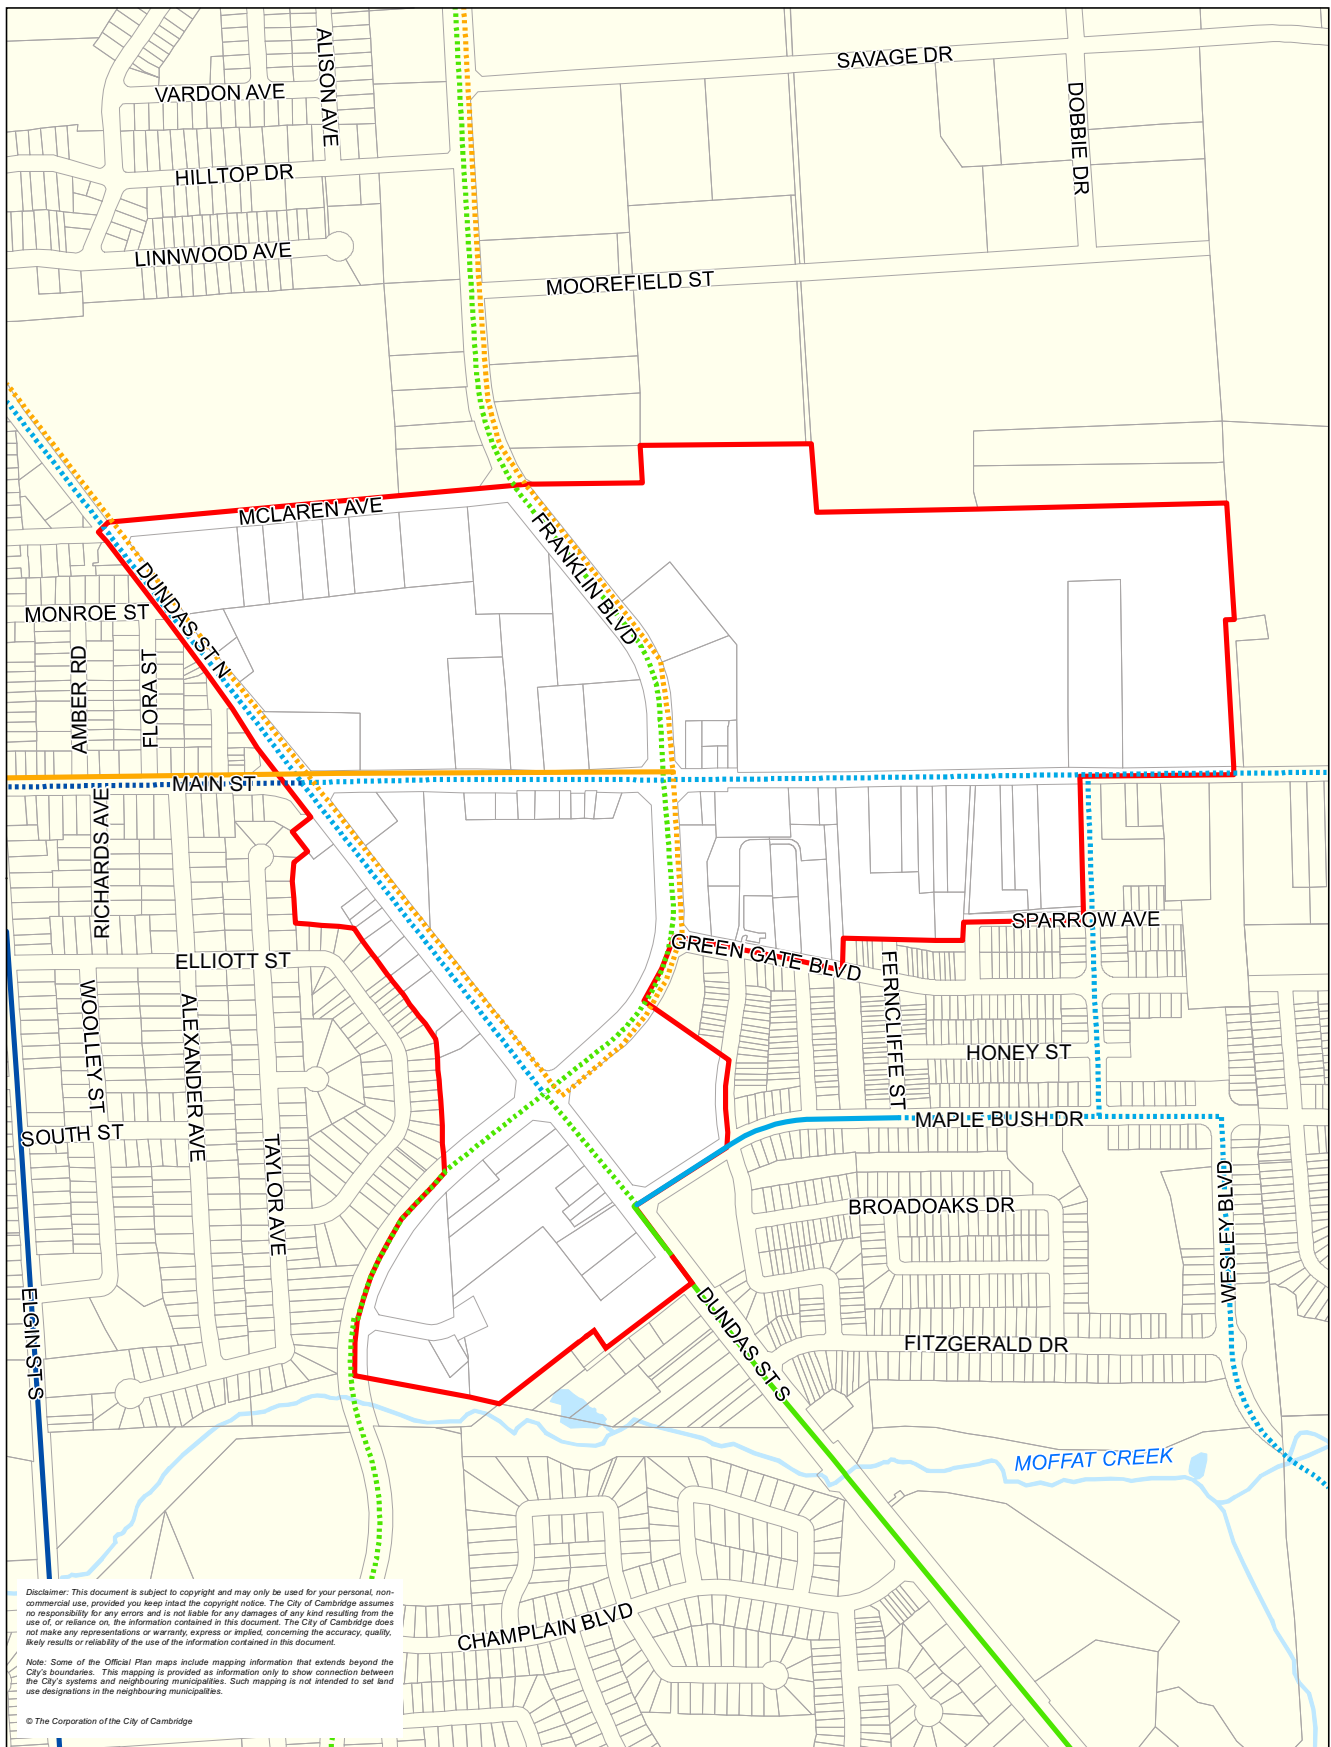 SAVAGE DR
ALISON AVE
VARDON AVE
DOBBIE DR
HILLTOP DR
LINNWOOD AVE
MOOREFIELD ST
MCLAREN AVE
FRANKLIN BLVD
DUNDAS ST N
MONROE ST
AMBER RD
FLORA ST
MAIN ST
RICHARDS AVE
SPARROW AVE
GREEN GATE BLVD
ELLIOTT ST
FERNCLIFFE ST
WOOLLEY ST
ALEXANDER AVE
HONEY ST
MAPLE BUSH DR
SOUTH ST
TAYLOR AVE
WESLEY BLVD
BROADOAKS DR
ELGIN ST S
DUNDAS ST S
FITZGERALD DR
MOFFAT CREEK
CHAMPLAIN BLVD
Disclaimer: This document is subject to copyright and may only be used for your personal, non-
commercial use, provided you keep intact the copyright notice. The City of Cambridge assumes
no responsibility for any errors and is not liable for any damages of any kind resulting from the
use of, or reliance on, the information contained in this document. The City of Cambridge does
not make any representations or warranty, express or implied, concerning the accuracy, quality,
likely results or reliability of the use of the information contained in this document.
Note: Some of the Official Plan maps include mapping information that extends beyond the
City's boundaries. This mapping is provided as information only to show connection between
the City's systems and neighbouring municipalities. Such mapping is not intended to set land
use designations in the neighbouring municipalities.
© The Corporation of the City of Cambridge